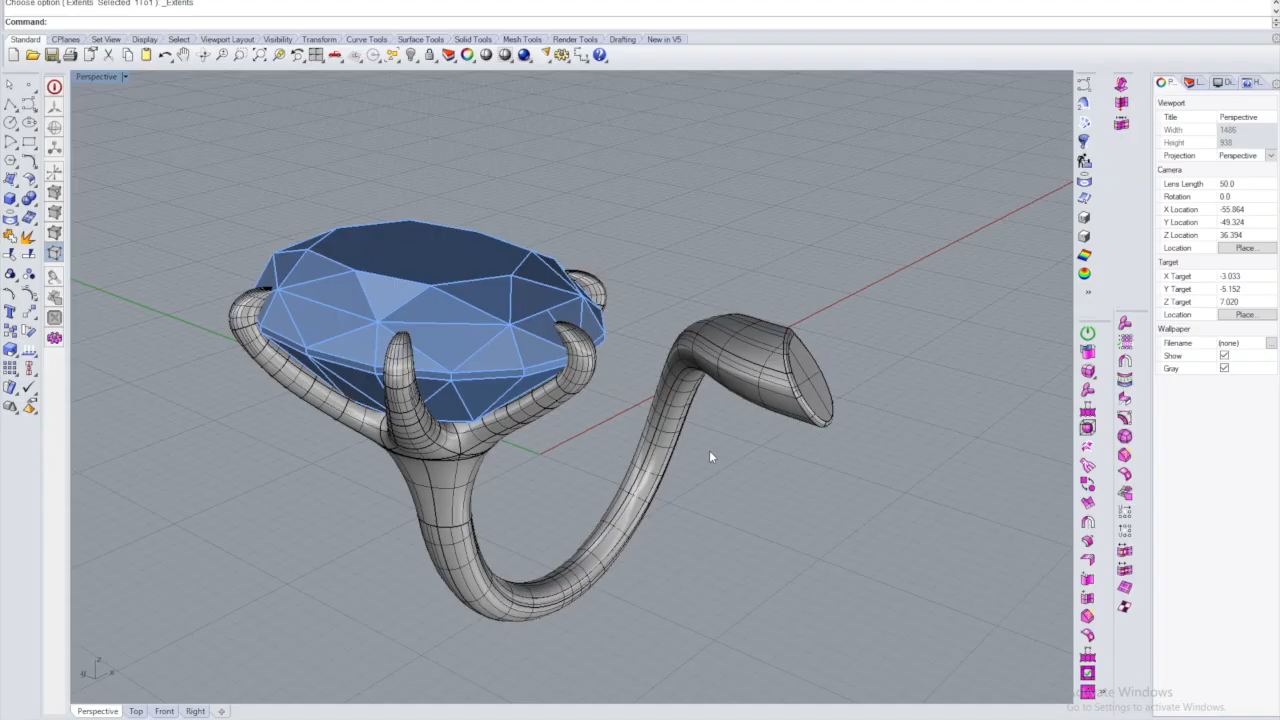 Choose option ( Extents Selected 1To1 ) _Extents
Command:
Standard CPlanes Set View Display Select Viewport Layout Visibility Transform Curve Tools Surface Tools Solid Tools Mesh Tools Render Tools Drafting New in V5
Perspective
P... L... Di... H...
Viewport
Title Perspective
Width 1486
Height 938
Projection Perspective
Camera
Lens Length 50.0
Rotation 0.0
X Location -55.864
Y Location -49.324
Z Location 36.394
Location Place...
Target
X Target -3.033
Y Target -5.152
Z Target 7.020
Location Place...
Wallpaper
Filename (none) ...
Show
Gray
z
y x
Activate Windows
Go to Settings to activate Windows.
Perspective Top Front Right